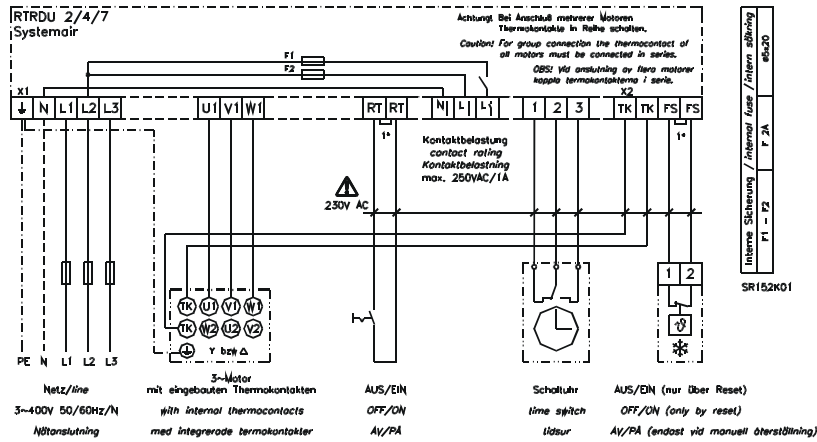 RTRDU 2/4/7
Systemair
Achtung! Bei Anschluß mehrerer Motoren
Thermokontakte in Reihe schalten.
Caution! For group connection the thermocontact of
all motors must be connected in series.
OBS! Vid anslutning av flera motorer
koppla termokontakterna i serie.
F1
F2
X1
X2
N L1 L2 L3
U1 V1 W1
RT RT
N L L1
1 2 3
TK TK FS FS
1*
1*
Kontaktbelastung
contact rating
Kontaktbelastning
max. 250VAC/1A
230V AC
TK U1 V1 W1
TK W2 U2 V2
Y bzw △
1 2
ϑ
PE N L1 L2 L3
Netz/line
3~400V 50/60Hz/N
Nätanslutning
3~Motor
mit eingebauten Thermokontakten
with internal thermocontacts
med integrerade termokontakter
AUS/EIN
OFF/ON
AV/PÅ
Schaltuhr
time switch
tidsur
AUS/EIN (nur über Reset)
OFF/ON (only by reset)
AV/PÅ (endast vid manuell återställning)
Interne Sicherung / internal fuse / intern säkring
F1 - F2
F 2A
ø5x20
SR152K01